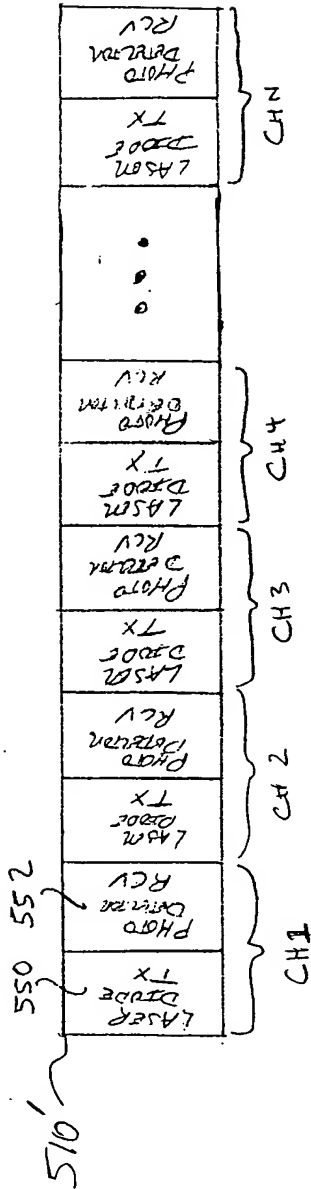 510'
550
552
LASER
DIODE
TX
PHOTO
DETECTOR
RCV
LASER
DIODE
TX
PHOTO
DETECTOR
RCV
LASER
DIODE
TX
PHOTO
DETECTOR
RCV
LASER
DIODE
TX
PHOTO
DETECTOR
RCV
• • •
LASER
DIODE
TX
PHOTO
DETECTOR
RCV
CH1
CH2
CH3
CH4
CHN